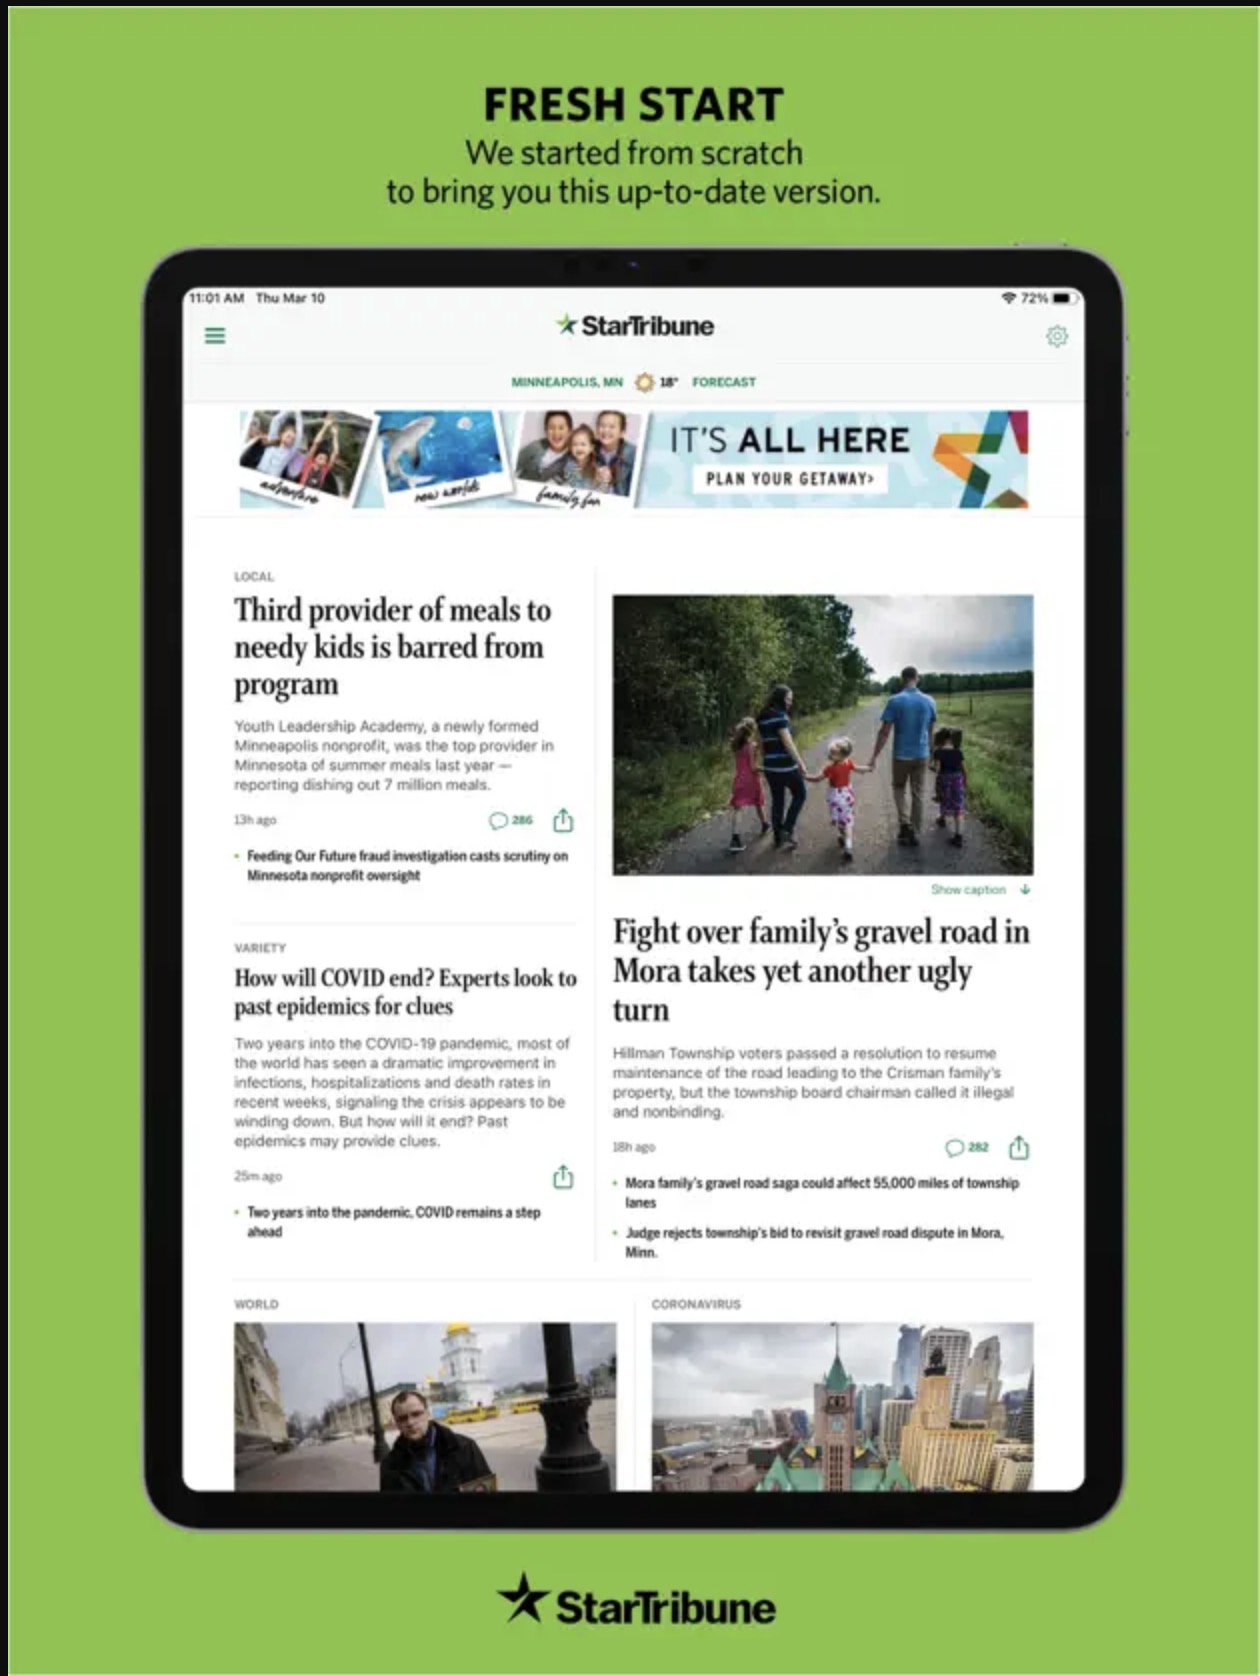 FRESH START
We started from scratch
to bring you this up-to-date version.
11:01 AM Thu Mar 10
72%
StarTribune
MINNEAPOLIS, MN 18° FORECAST
adventure
new worlds
family fun
IT'S ALL HERE
PLAN YOUR GETAWAY>
LOCAL
Third provider of meals to
needy kids is barred from
program
Youth Leadership Academy, a newly formed
Minneapolis nonprofit, was the top provider in
Minnesota of summer meals last year —
reporting dishing out 7 million meals.
13h ago
286
• Feeding Our Future fraud investigation casts scrutiny on
Minnesota nonprofit oversight
VARIETY
How will COVID end? Experts look to
past epidemics for clues
Two years into the COVID-19 pandemic, most of
the world has seen a dramatic improvement in
infections, hospitalizations and death rates in
recent weeks, signaling the crisis appears to be
winding down. But how will it end? Past
epidemics may provide clues.
25m ago
• Two years into the pandemic, COVID remains a step
ahead
Show caption
Fight over family's gravel road in
Mora takes yet another ugly
turn
Hillman Township voters passed a resolution to resume
maintenance of the road leading to the Crisman family's
property, but the township board chairman called it illegal
and nonbinding.
18h ago
282
• Mora family's gravel road saga could affect 55,000 miles of township
lanes
• Judge rejects township's bid to revisit gravel road dispute in Mora,
Minn.
WORLD
CORONAVIRUS
StarTribune